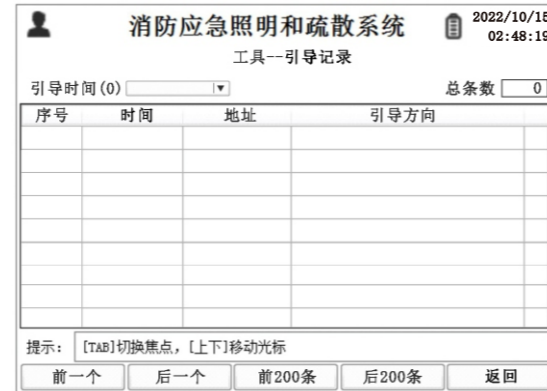 消防应急照明和疏散系统
2022/10/15
02:48:19
工具--引导记录
引导时间(0)
总条数 0
序号 时间 地址 引导方向
提示: [TAB]切换焦点, [上下]移动光标
前一个 后一个 前200条 后200条 返回